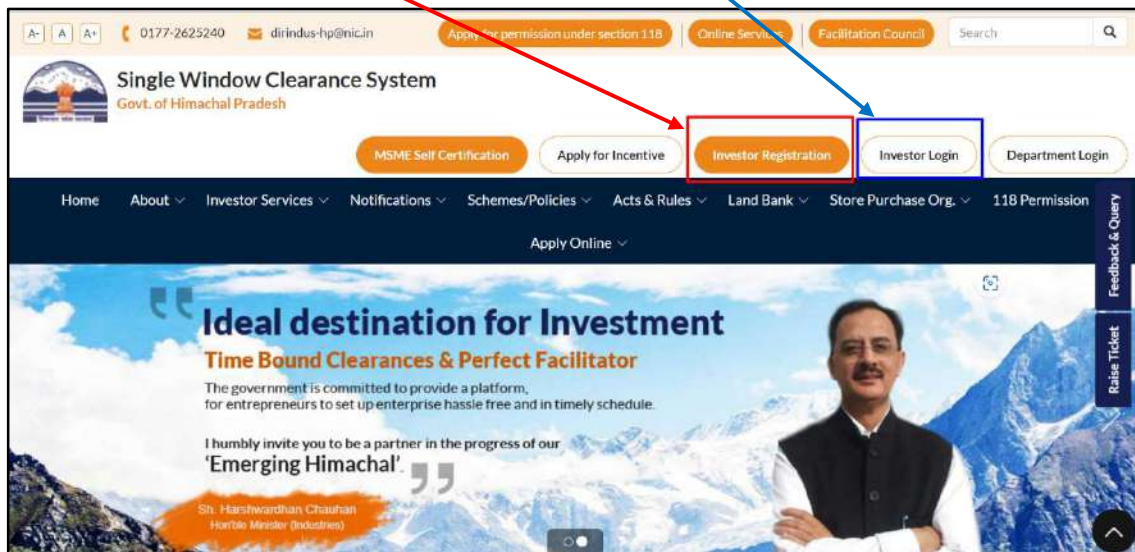 A- A A+ 0177-2625240 dirindus-hp@nic.in Apply for permission under section 118 Online Services Facilitation Council Search
Single Window Clearance System
Govt. of Himachal Pradesh
MSME Self Certification Apply for Incentive Investor Registration Investor Login Department Login
Home About Investor Services Notifications Schemes/Policies Acts & Rules Land Bank Store Purchase Org. 118 Permission
Apply Online
Feedback & Query
Raise Ticket
Ideal destination for Investment
Time Bound Clearances & Perfect Facilitator
The government is committed to provide a platform,
for entrepreneurs to set up enterprise hassle free and in timely schedule.
I humbly invite you to be a partner in the progress of our
'Emerging Himachal'.
Sh. Harshwardhan Chauhan
Hon'ble Minister (Industries)